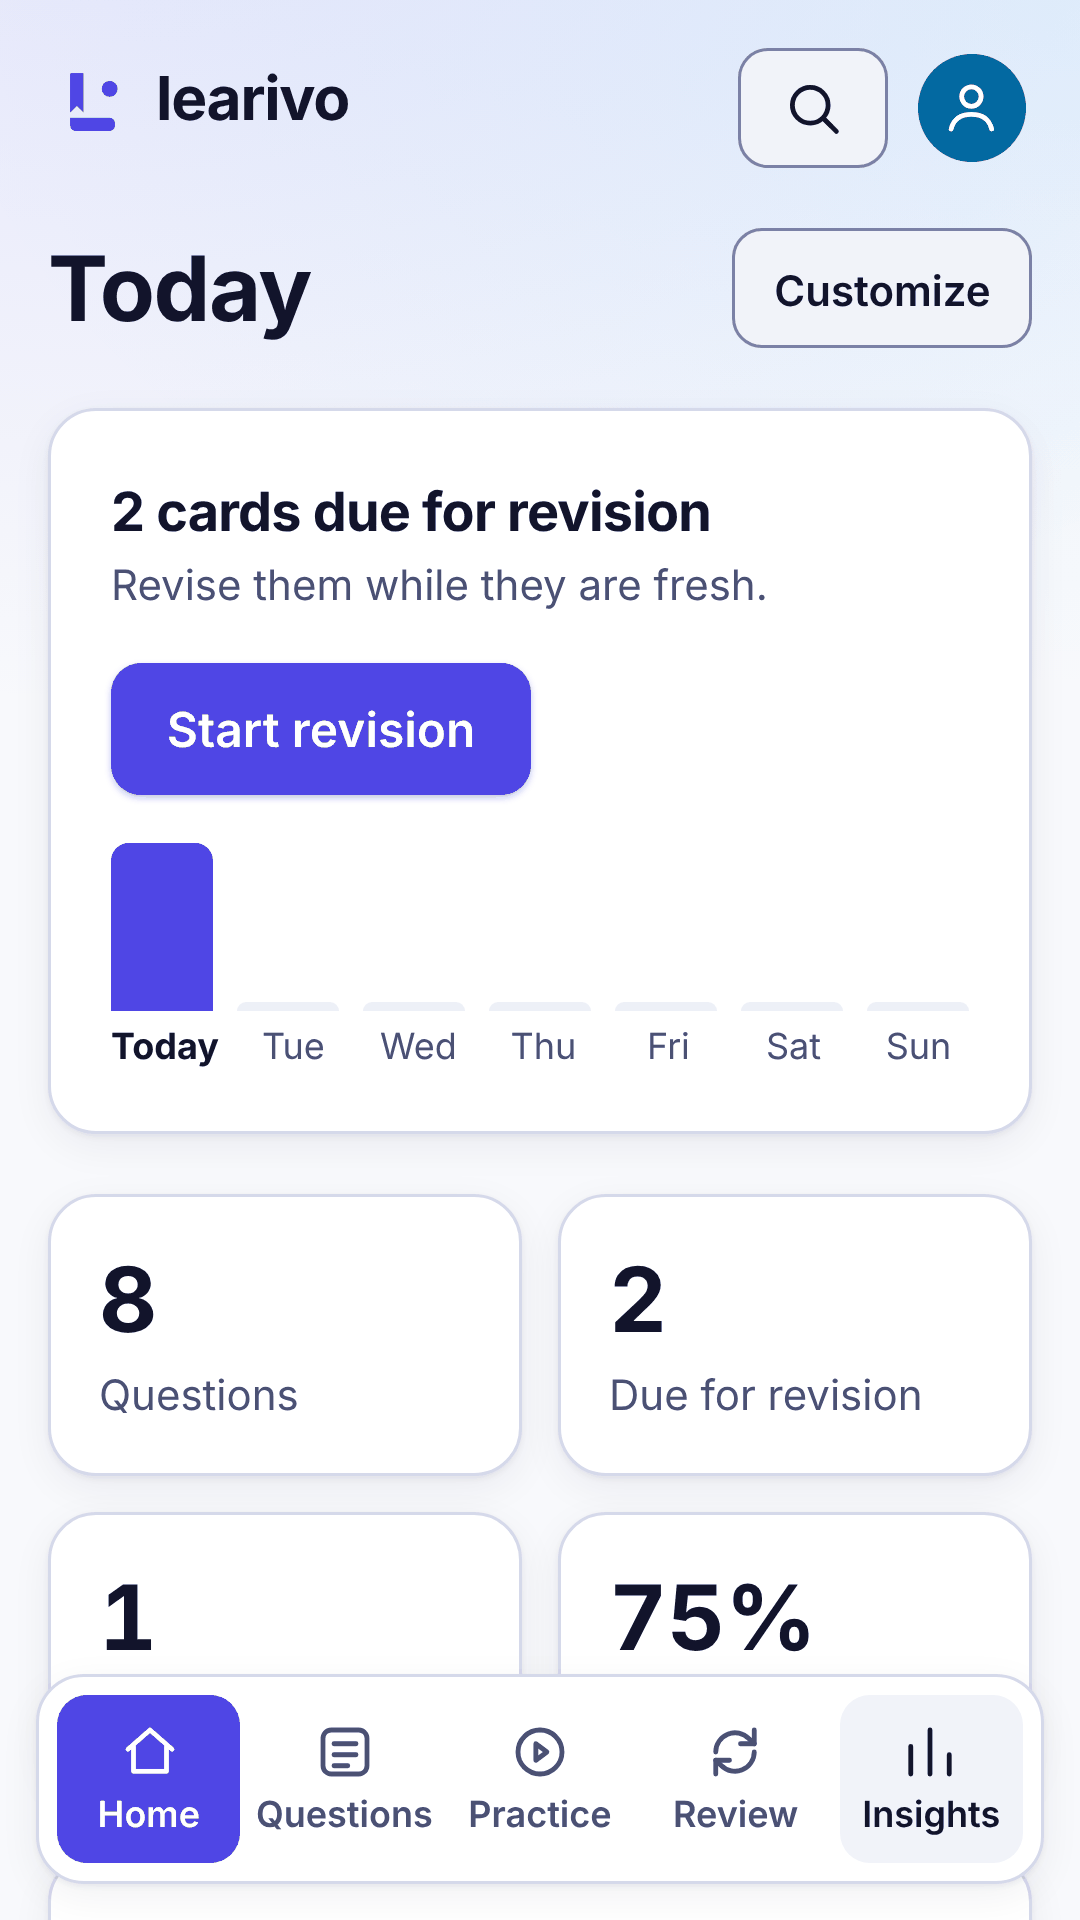 learivo
Today
Customize
2 cards due for revision
Revise them while they are fresh.
Start revision
Today Tue Wed Thu Fri Sat Sun
8
Questions
2
Due for revision
1
75%
Home Questions Practice Review Insights